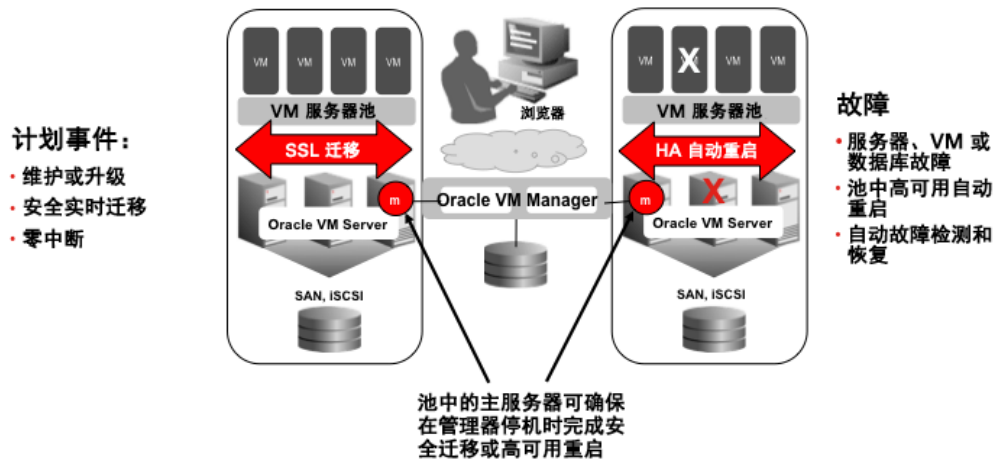 计划事件：
· 维护或升级
· 安全实时迁移
· 零中断
VM VM VM VM
VM 服务器池
SSL 迁移
m
Oracle VM Server
SAN, iSCSI
浏览器
Oracle VM Manager
VM X VM VM
VM 服务器池
HA 自动重启
m
X
Oracle VM Server
SAN, iSCSI
故障
· 服务器、VM 或
数据库故障
· 池中高可用自动
重启
· 自动故障检测和
恢复
池中的主服务器可确保
在管理器停机时完成安
全迁移或高可用重启